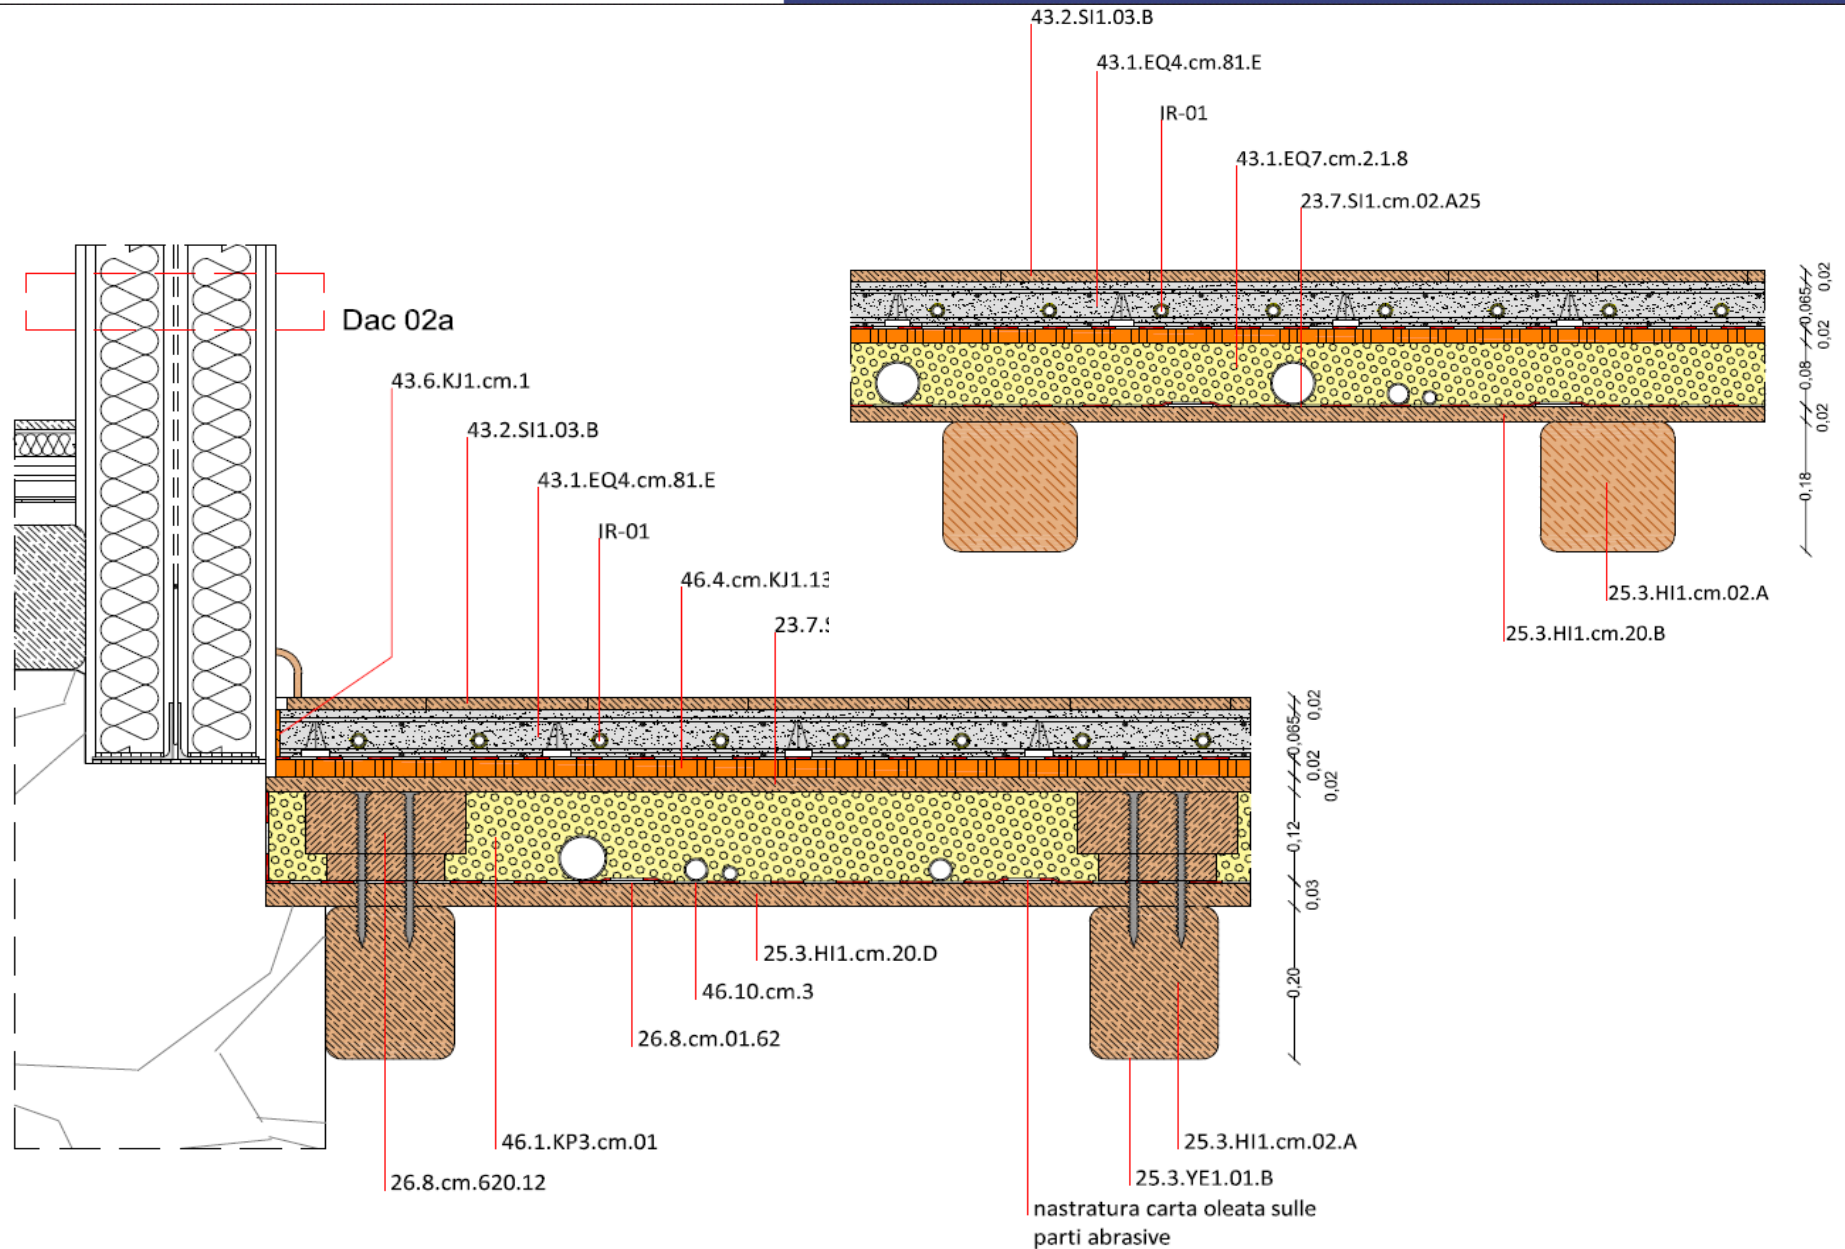 43.2.SI1.03.B
43.1.EQ4.cm.81.E
IR-01
43.1.EQ7.cm.2.1.8
23.7.SI1.cm.02.A25
0,02
0,065
0,02
0,08
0,02
0,18
25.3.HI1.cm.02.A
25.3.HI1.cm.20.B
Dac 02a
43.6.KJ1.cm.1
43.2.SI1.03.B
43.1.EQ4.cm.81.E
IR-01
46.4.cm.KJ1.13
23.7.
0,02
0,065
0,02
0,02
0,12
0,03
0,20
25.3.HI1.cm.20.D
46.10.cm.3
26.8.cm.01.62
46.1.KP3.cm.01
26.8.cm.620.12
25.3.HI1.cm.02.A
25.3.YE1.01.B
nastratura carta oleata sulle
parti abrasive